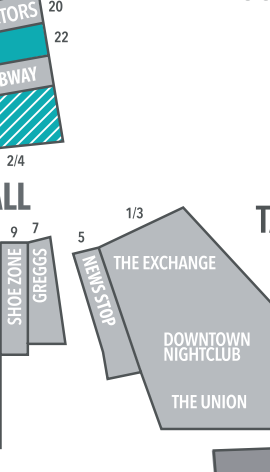 TORS 20
22
BWAY
2/4
ALL
1/3
T
9 7 5
SHOE ZONE
GREGGS
NEWS STOP
THE EXCHANGE
DOWNTOWN
NIGHTCLUB
THE UNION